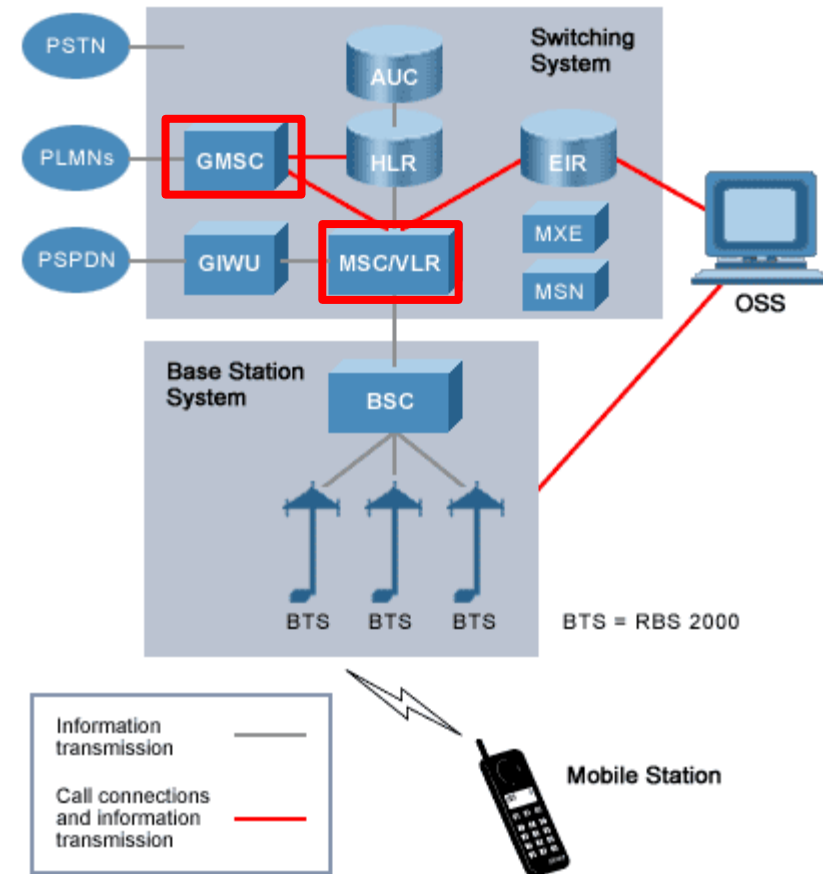 PSTN
Switching
System
AUC
PLMNs
GMSC
HLR
EIR
MXE
PSPDN
GIWU
MSC/VLR
MSN
OSS
Base Station
System
BSC
BTS
BTS
BTS
BTS = RBS 2000
Information
transmission
Call connections
and information
transmission
Mobile Station